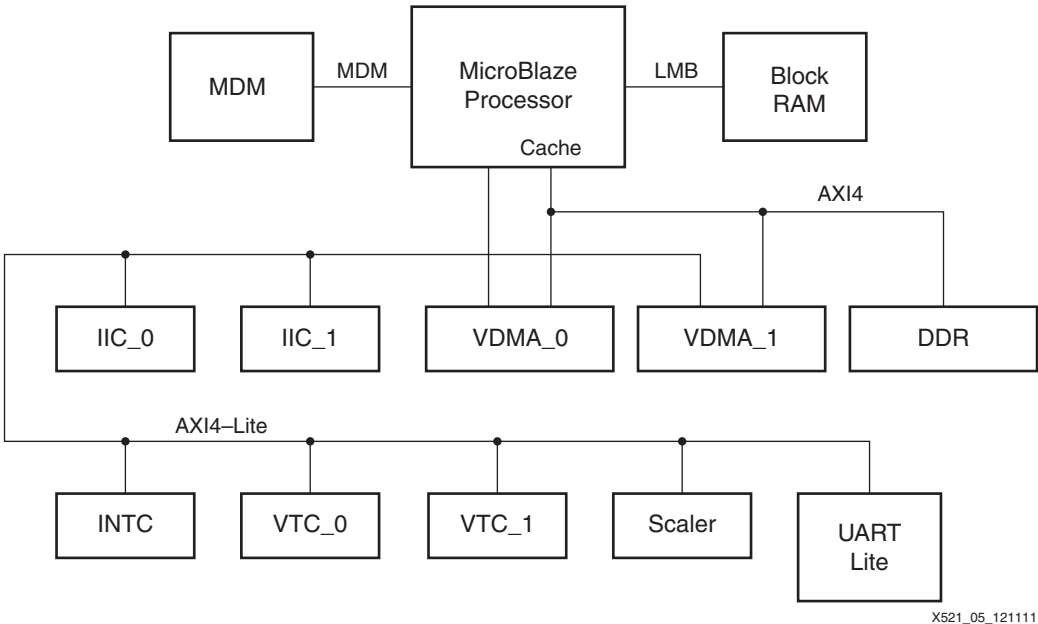 MDM
MDM
MicroBlaze
Processor
LMB
Block
RAM
Cache
AXI4
IIC_0
IIC_1
VDMA_0
VDMA_1
DDR
AXI4–Lite
INTC
VTC_0
VTC_1
Scaler
UART
Lite
X521_05_121111